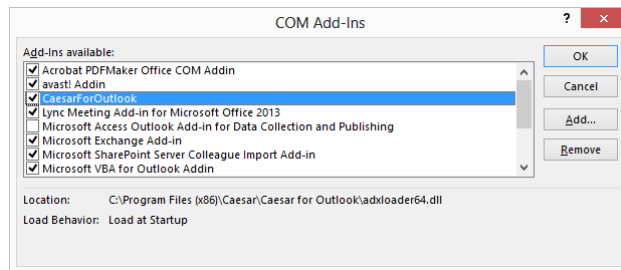 COM Add-Ins
?
Add-Ins available:
Acrobat PDFMaker Office COM Addin
avast! Addin
CaesarForOutlook
Lync Meeting Add-in for Microsoft Office 2013
Microsoft Access Outlook Add-in for Data Collection and Publishing
Microsoft Exchange Add-in
Microsoft SharePoint Server Colleague Import Add-in
Microsoft VBA for Outlook Addin
OK
Cancel
Add...
Remove
Location: C:\Program Files (x86)\Caesar\Caesar for Outlook\adxloader64.dll
Load Behavior: Load at Startup